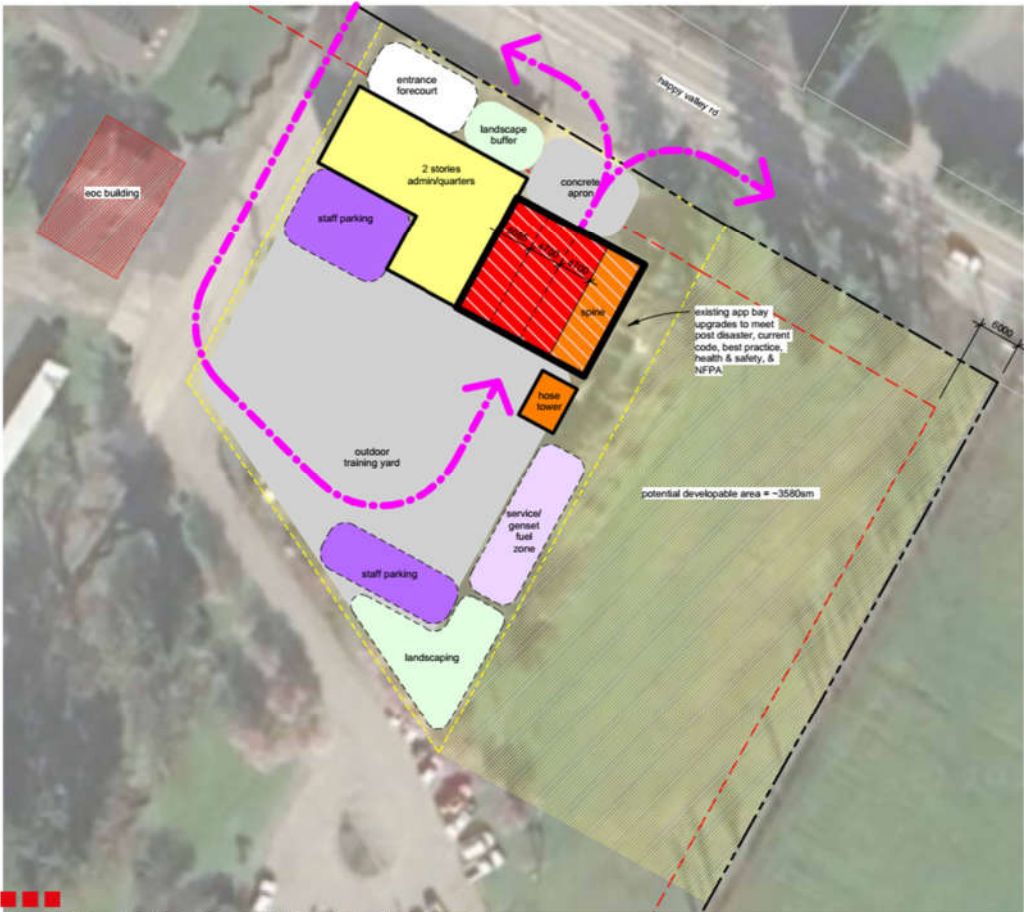 happy valley rd
entrance
forecourt
landscape
buffer
2 stories
admin/quarters
concrete
apron
eoc building
staff parking
spine
existing app bay
upgrades to meet
post disaster, current
code, best practice,
health & safety, &
NFPA
6000
hose
tower
outdoor
training yard
potential developable area = ~3580sm
service/
genset
fuel
zone
staff parking
landscaping